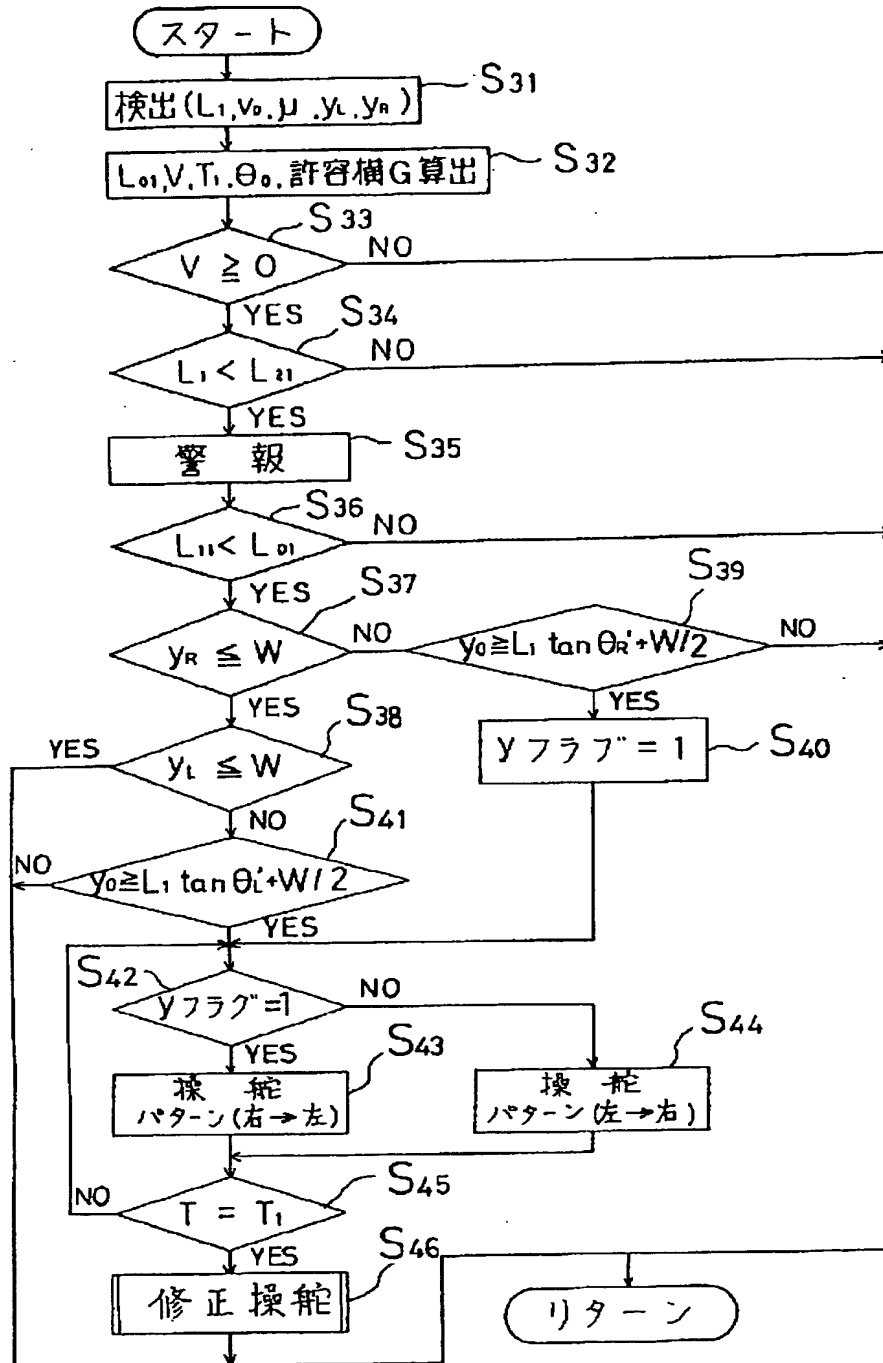 スタート
検出(L₁,v₀,μ,yL,yR)
S31
L₀₁,V,T₁,θ₀,許容横G算出
S32
S33
V ≧ 0
NO
YES
S34
L₁ < L₂₁
NO
YES
警報
S35
S36
L₁₁ < L₀₁
NO
YES
S37
yR ≦ W
NO
S39
y₀≧L₁ tanθR'+W/2
NO
YES
YES
S38
yL ≦ W
YES
yフラグ=1
S40
NO
S41
y₀≧L₁ tanθL'+W/2
NO
YES
S42
yフラグ=1
NO
YES
S43
操舵
パターン(右→左)
S44
操舵
パターン(左→右)
S45
T = T₁
NO
YES
S46
修正操舵
リターン